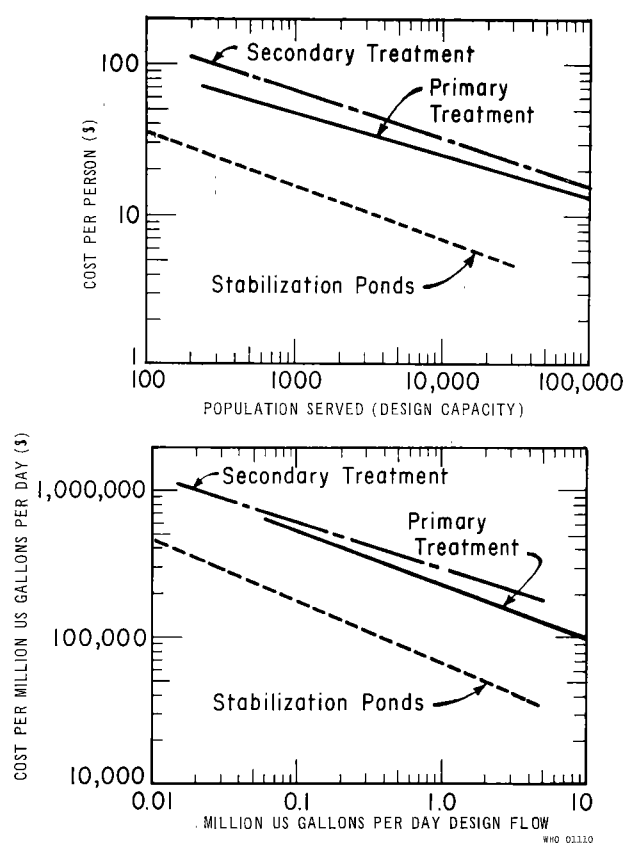 Secondary Treatment
100
Primary
Treatment
COST PER PERSON ($)
10
Stabilization Ponds
1
100
1000
10,000
100,000
POPULATION SERVED (DESIGN CAPACITY)
Secondary Treatment
1,000,000
Primary
Treatment
COST PER MILLION US GALLONS PER DAY ($)
100,000
Stabilization Ponds
10,000
0.01
0.1
1.0
10
MILLION US GALLONS PER DAY DESIGN FLOW
WHO 01110